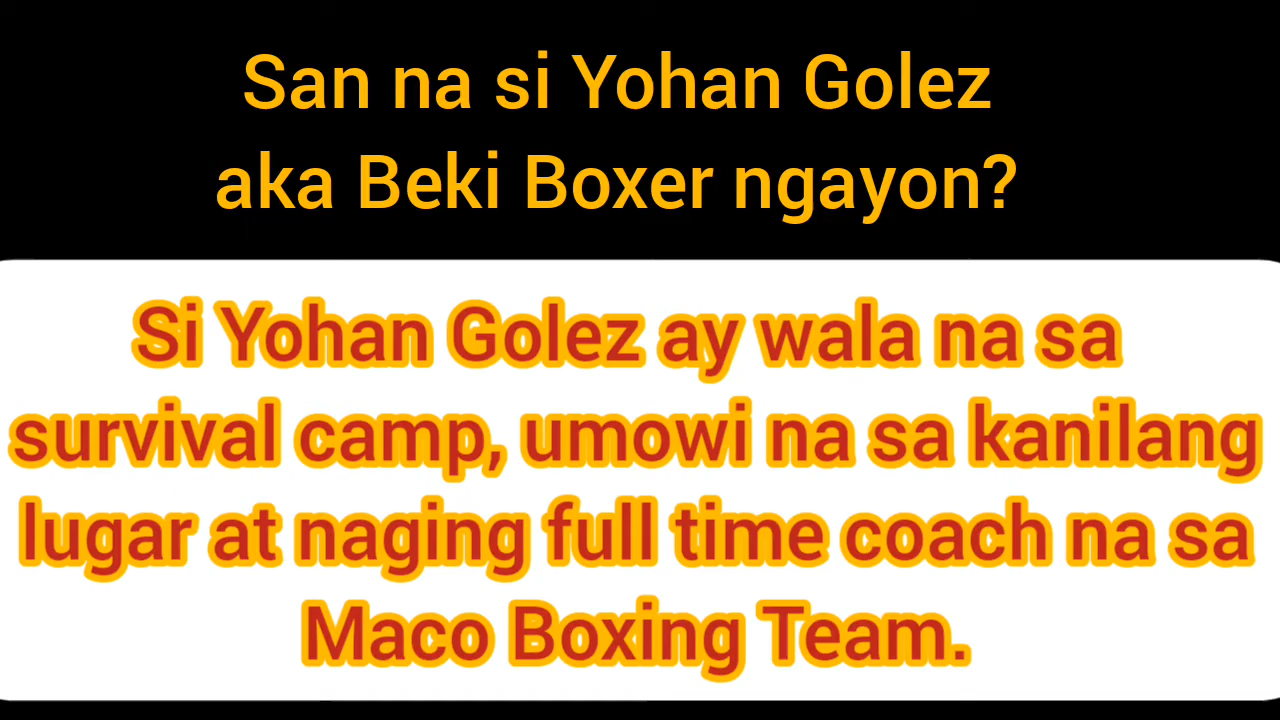 San na si Yohan Golez
aka Beki Boxer ngayon?
Si Yohan Golez ay wala na sa
survival camp, umowi na sa kanilang
lugar at naging full time coach na sa
Maco Boxing Team.